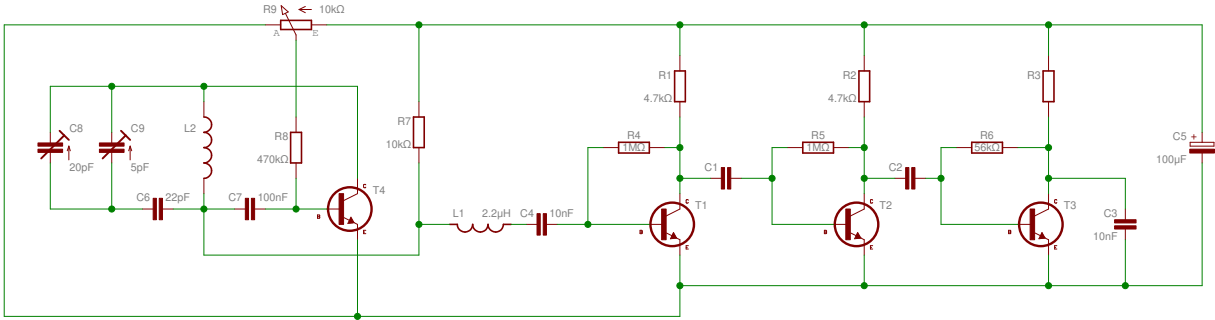 R9 ← 10kΩ
A E
R1
4.7kΩ
R2
4.7kΩ
R3
C8
20pF
C9
5pF
L2
R8
470kΩ
R7
10kΩ
R4
1MΩ
R5
1MΩ
R6
56kΩ
C5 +
100µF
C6 22pF
C7 100nF
C
T4
B
E
L1 2.2µH
C4 10nF
C1
C
T1
B
E
C2
C
T2
B
E
C
T3
B
E
C3
10nF